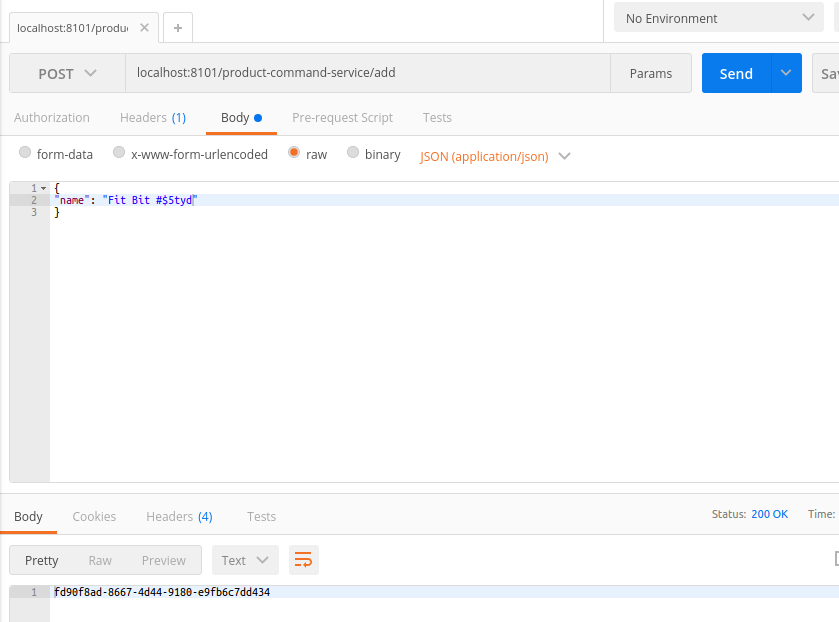 localhost:8101/produ
No Environment
POST localhost:8101/product-command-service/add Params Send Sa
Authorization Headers (1) Body Pre-request Script Tests
form-data x-www-form-urlencoded raw binary JSON (application/json)
1 {
2 "name": "Fit Bit #$5tyd"
3 }
Body Cookies Headers (4) Tests Status: 200 OK Time:
Pretty Raw Preview Text
1 fd90f8ad-8667-4d44-9180-e9fb6c7dd434